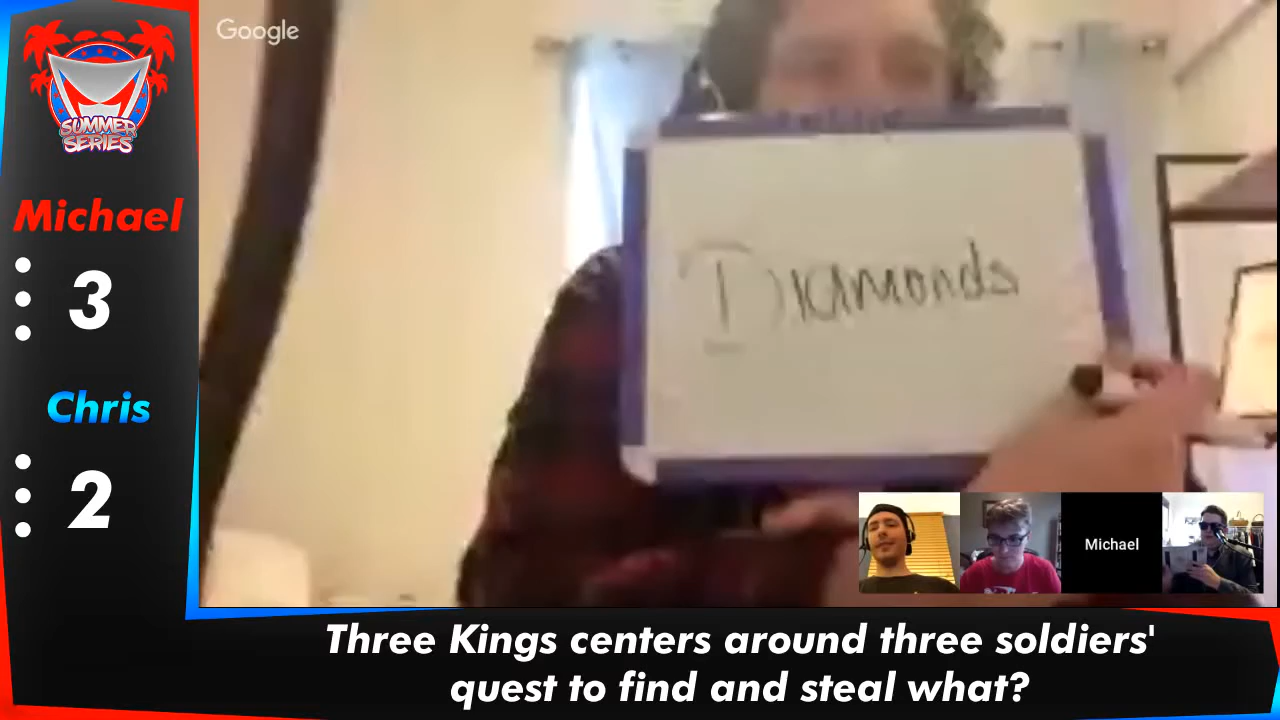 Google
SUMMER
SERIES
Michael
3
Chris
2
Diamonds
Michael
Three Kings centers around three soldiers'
quest to find and steal what?